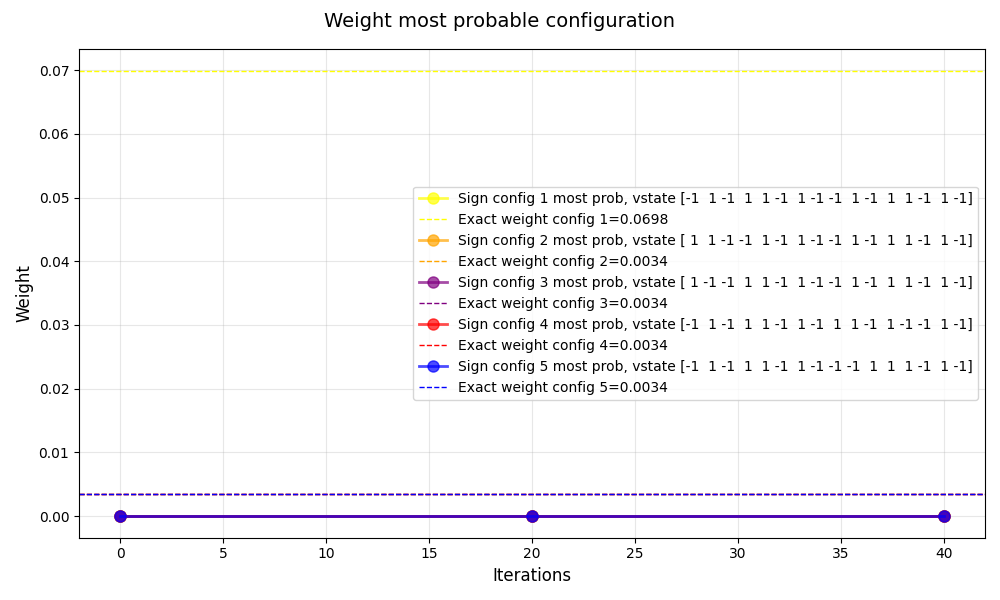 Weight most probable configuration
Weight
0.07
0.06
0.05
0.04
0.03
0.02
0.01
0.00
Sign config 1 most prob, vstate [-1  1 -1  1  1 -1  1 -1 -1  1 -1  1  1 -1  1 -1]
Exact weight config 1=0.0698
Sign config 2 most prob, vstate [ 1  1 -1 -1  1 -1  1 -1 -1  1 -1  1  1 -1  1 -1]
Exact weight config 2=0.0034
Sign config 3 most prob, vstate [ 1 -1 -1  1  1 -1  1 -1 -1  1 -1  1  1 -1  1 -1]
Exact weight config 3=0.0034
Sign config 4 most prob, vstate [-1  1 -1  1  1 -1  1 -1  1  1 -1  1 -1 -1  1 -1]
Exact weight config 4=0.0034
Sign config 5 most prob, vstate [-1  1 -1  1  1 -1  1 -1 -1 -1  1  1  1 -1  1 -1]
Exact weight config 5=0.0034
0 5 10 15 20 25 30 35 40
Iterations